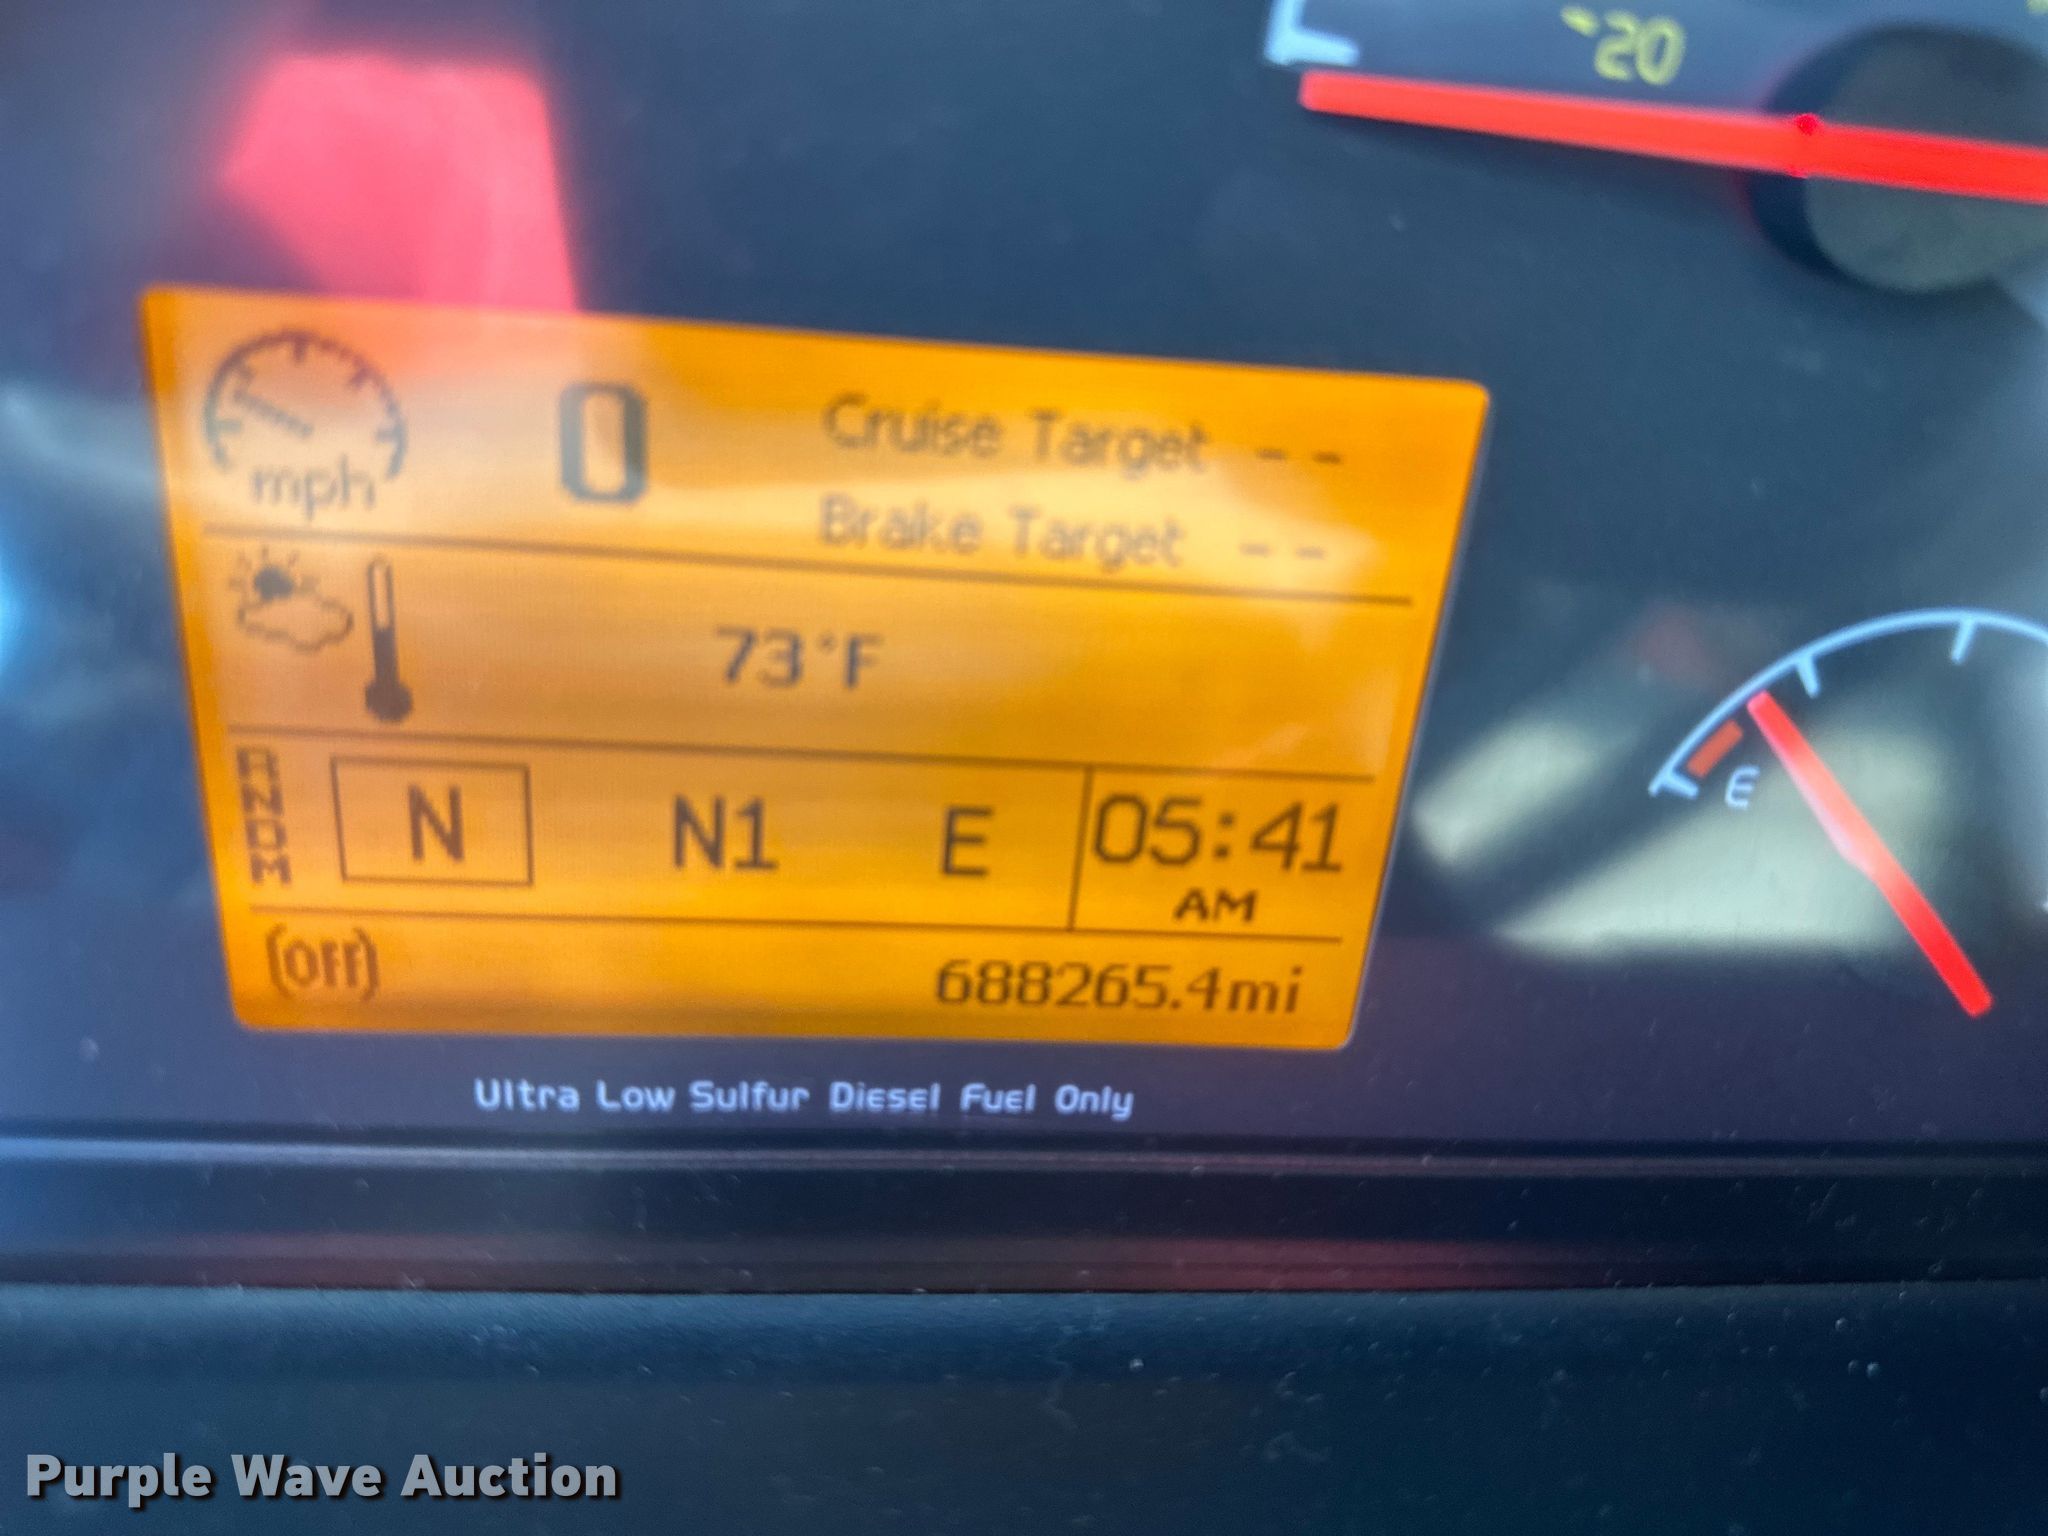 -20
0
Cruise Target --
mph
Brake Target --
73°F
RNDM
N
N1
E
05:41
AM
E
(Off)
688265.4mi
Ultra Low Sulfur Diesel Fuel Only
Purple Wave Auction